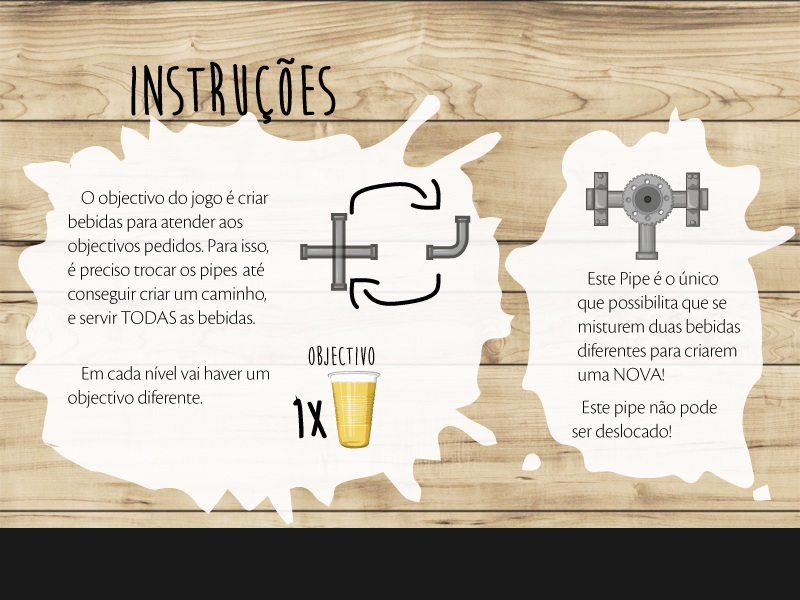 INSTRUÇÕES
O objectivo do jogo é criar
bebidas para atender aos
objectivos pedidos. Para isso,
é preciso trocar os pipes até
conseguir criar um caminho,
e servir TODAS as bebidas.
Em cada nível vai haver um
objectivo diferente.
OBJECTIVO
1X
Este Pipe é o único
que possibilita que se
misturem duas bebidas
diferentes para criarem
uma NOVA!
Este pipe não pode
ser deslocado!